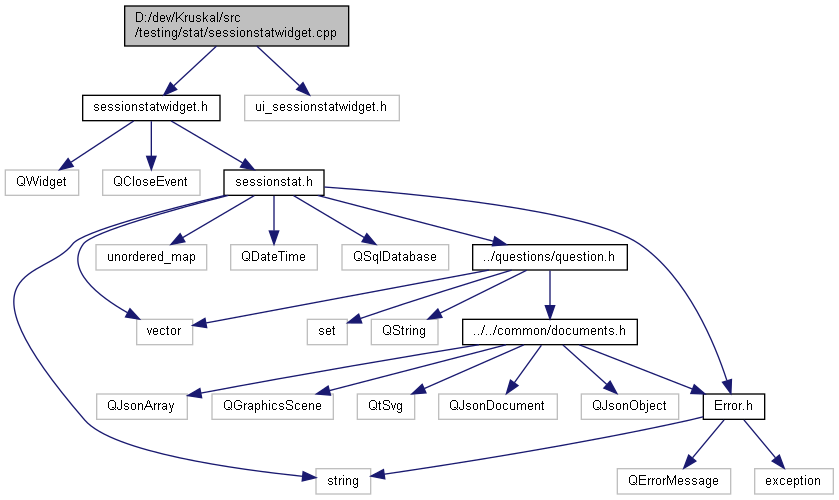 D:/dev/Kruskal/src
/testing/stat/sessionstatwidget.cpp
sessionstatwidget.h
ui_sessionstatwidget.h
QWidget
QCloseEvent
sessionstat.h
unordered_map
QDateTime
QSqlDatabase
../questions/question.h
vector
set
QString
../../common/documents.h
QJsonArray
QGraphicsScene
QtSvg
QJsonDocument
QJsonObject
Error.h
string
QErrorMessage
exception